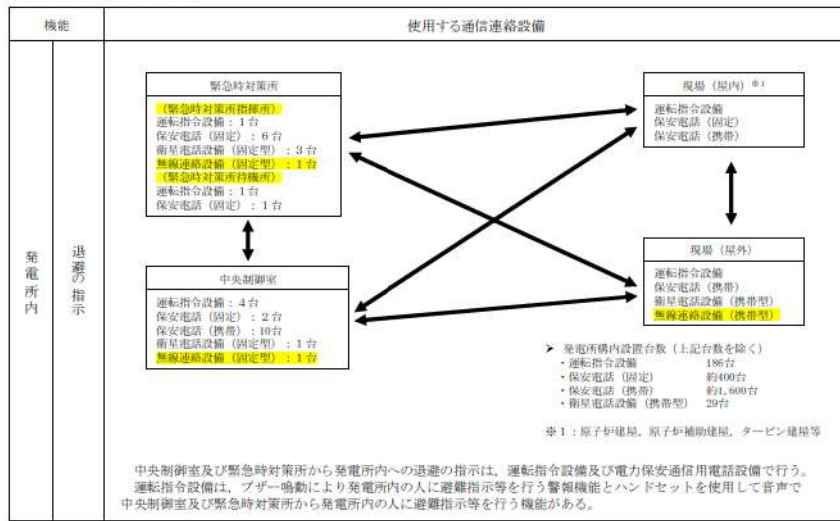 機能
使用する通信連絡設備
発電所内
退避の指示
緊急時対策所
(緊急時対策所指揮所)
運転指令設備：1台
保安電話（固定）：6台
衛星電話設備（固定型）：3台
無線連絡設備（固定型）：1台
(緊急時対策所待機所)
運転指令設備：1台
保安電話（固定）：1台
現場（屋内）※1
運転指令設備
保安電話（固定）
保安電話（携帯）
中央制御室
運転指令設備：4台
保安電話（固定）：2台
保安電話（携帯）：10台
衛星電話設備（固定型）：1台
無線連絡設備（固定型）：1台
現場（屋外）
運転指令設備
保安電話（携帯）
衛星電話設備（携帯型）
無線連絡設備（携帯型）
➤ 発電所構内設置台数（上記台数を除く）
・運転指令設備 186台
・保安電話（固定） 約400台
・保安電話（携帯） 約1,600台
・衛星電話設備（携帯型） 29台
※1：原子炉建屋，原子炉補助建屋，タービン建屋等
中央制御室及び緊急時対策所から発電所内への退避の指示は，運転指令設備及び電力保安通信用電話設備で行う。
運転指令設備は，ブザー鳴動により発電所内の人に避難指示等を行う警報機能とハンドセットを使用して音声で
中央制御室及び緊急時対策所から発電所内の人に避難指示等を行う機能がある。